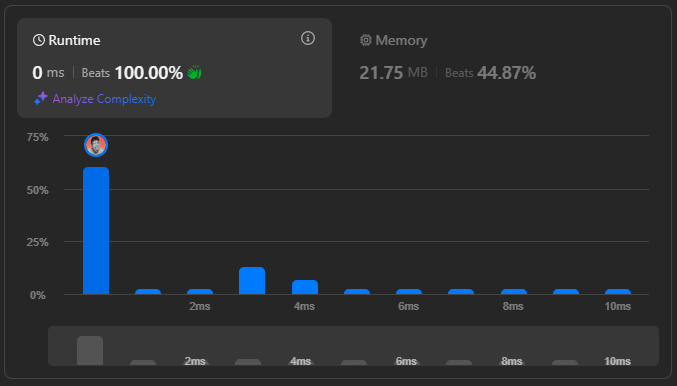 Runtime
0 ms | Beats 100.00%
Analyze Complexity
Memory
21.75 MB | Beats 44.87%
75%
50%
25%
0%
2ms 4ms 6ms 8ms 10ms
2ms 4ms 6ms 8ms 10ms